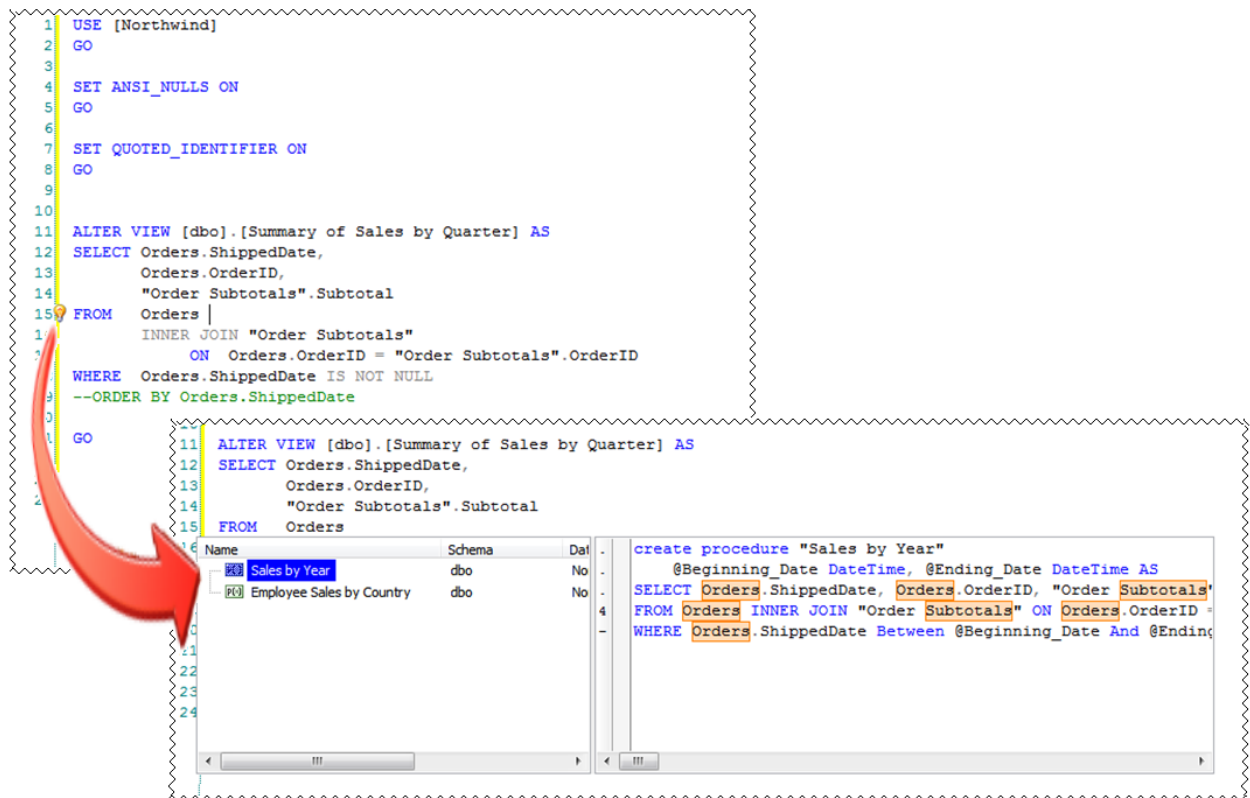 1 USE [Northwind]
2 GO
3
4 SET ANSI_NULLS ON
5 GO
6
7 SET QUOTED_IDENTIFIER ON
8 GO
9
10
11 ALTER VIEW [dbo].[Summary of Sales by Quarter] AS
12 SELECT Orders.ShippedDate,
13 Orders.OrderID,
14 "Order Subtotals".Subtotal
15 FROM Orders
INNER JOIN "Order Subtotals"
ON Orders.OrderID = "Order Subtotals".OrderID
WHERE Orders.ShippedDate IS NOT NULL
--ORDER BY Orders.ShippedDate
GO
11 ALTER VIEW [dbo].[Summary of Sales by Quarter] AS
12 SELECT Orders.ShippedDate,
13 Orders.OrderID,
14 "Order Subtotals".Subtotal
15 FROM Orders
Name Schema Dat
Sales by Year dbo No
Employee Sales by Country dbo No
create procedure "Sales by Year"
@Beginning_Date DateTime, @Ending_Date DateTime AS
SELECT Orders.ShippedDate, Orders.OrderID, "Order Subtotals"
4 FROM Orders INNER JOIN "Order Subtotals" ON Orders.OrderID =
WHERE Orders.ShippedDate Between @Beginning_Date And @Ending
21
22
23
24